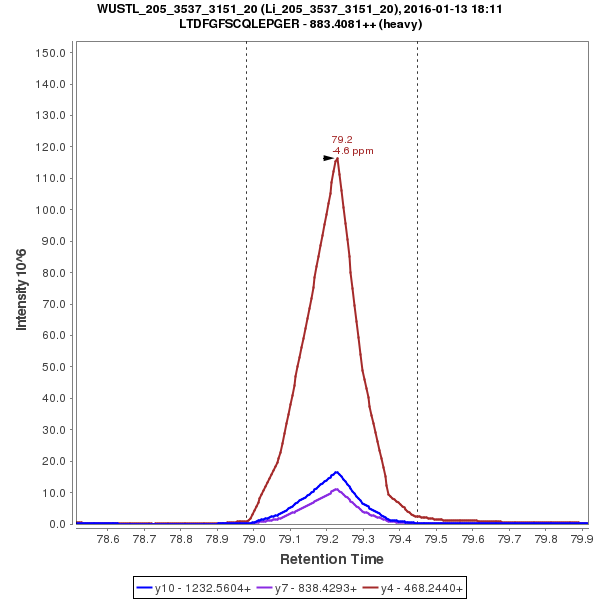 WUSTL_205_3537_3151_20 (Li_205_3537_3151_20), 2016-01-13 18:11
LTDFGFSCQLEPGER - 883.4081++ (heavy)
150.0
140.0
130.0
120.0
110.0
100.0
90.0
80.0
70.0
60.0
50.0
40.0
30.0
20.0
10.0
0.0
Intensity 10^6
79.2
-4.6 ppm
78.6 78.7 78.8 78.9 79.0 79.1 79.2 79.3 79.4 79.5 79.6 79.7 79.8 79.9
Retention Time
y10 - 1232.5604+ y7 - 838.4293+ y4 - 468.2440+